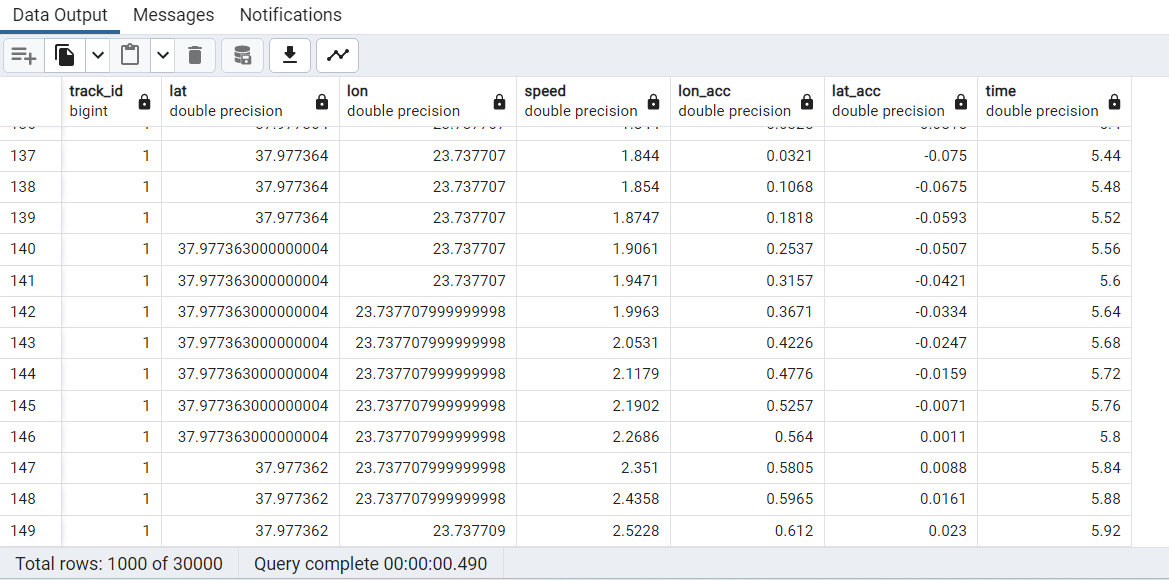 Data Output Messages Notifications
track_id lat lon speed lon_acc lat_acc time
bigint double precision double precision double precision double precision double precision double precision
137 1 37.977364 23.737707 1.844 0.0321 -0.075 5.44
138 1 37.977364 23.737707 1.854 0.1068 -0.0675 5.48
139 1 37.977364 23.737707 1.8747 0.1818 -0.0593 5.52
140 1 37.977363000000004 23.737707 1.9061 0.2537 -0.0507 5.56
141 1 37.977363000000004 23.737707 1.9471 0.3157 -0.0421 5.6
142 1 37.977363000000004 23.737707999999998 1.9963 0.3671 -0.0334 5.64
143 1 37.977363000000004 23.737707999999998 2.0531 0.4226 -0.0247 5.68
144 1 37.977363000000004 23.737707999999998 2.1179 0.4776 -0.0159 5.72
145 1 37.977363000000004 23.737707999999998 2.1902 0.5257 -0.0071 5.76
146 1 37.977363000000004 23.737707999999998 2.2686 0.564 0.0011 5.8
147 1 37.977362 23.737707999999998 2.351 0.5805 0.0088 5.84
148 1 37.977362 23.737707999999998 2.4358 0.5965 0.0161 5.88
149 1 37.977362 23.737709 2.5228 0.612 0.023 5.92
Total rows: 1000 of 30000 Query complete 00:00:00.490